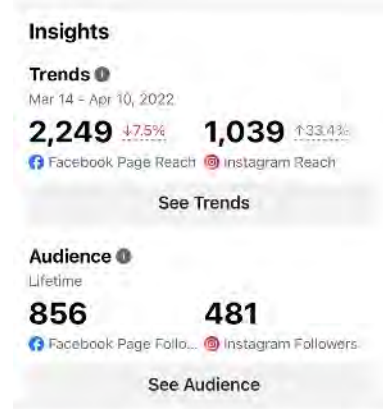 Insights
Trends
Mar 14 - Apr 10, 2022
2,249 ↓7.5% 1,039 ↑33.4%
Facebook Page Reach Instagram Reach
See Trends
Audience
Lifetime
856 481
Facebook Page Follo... Instagram Followers
See Audience